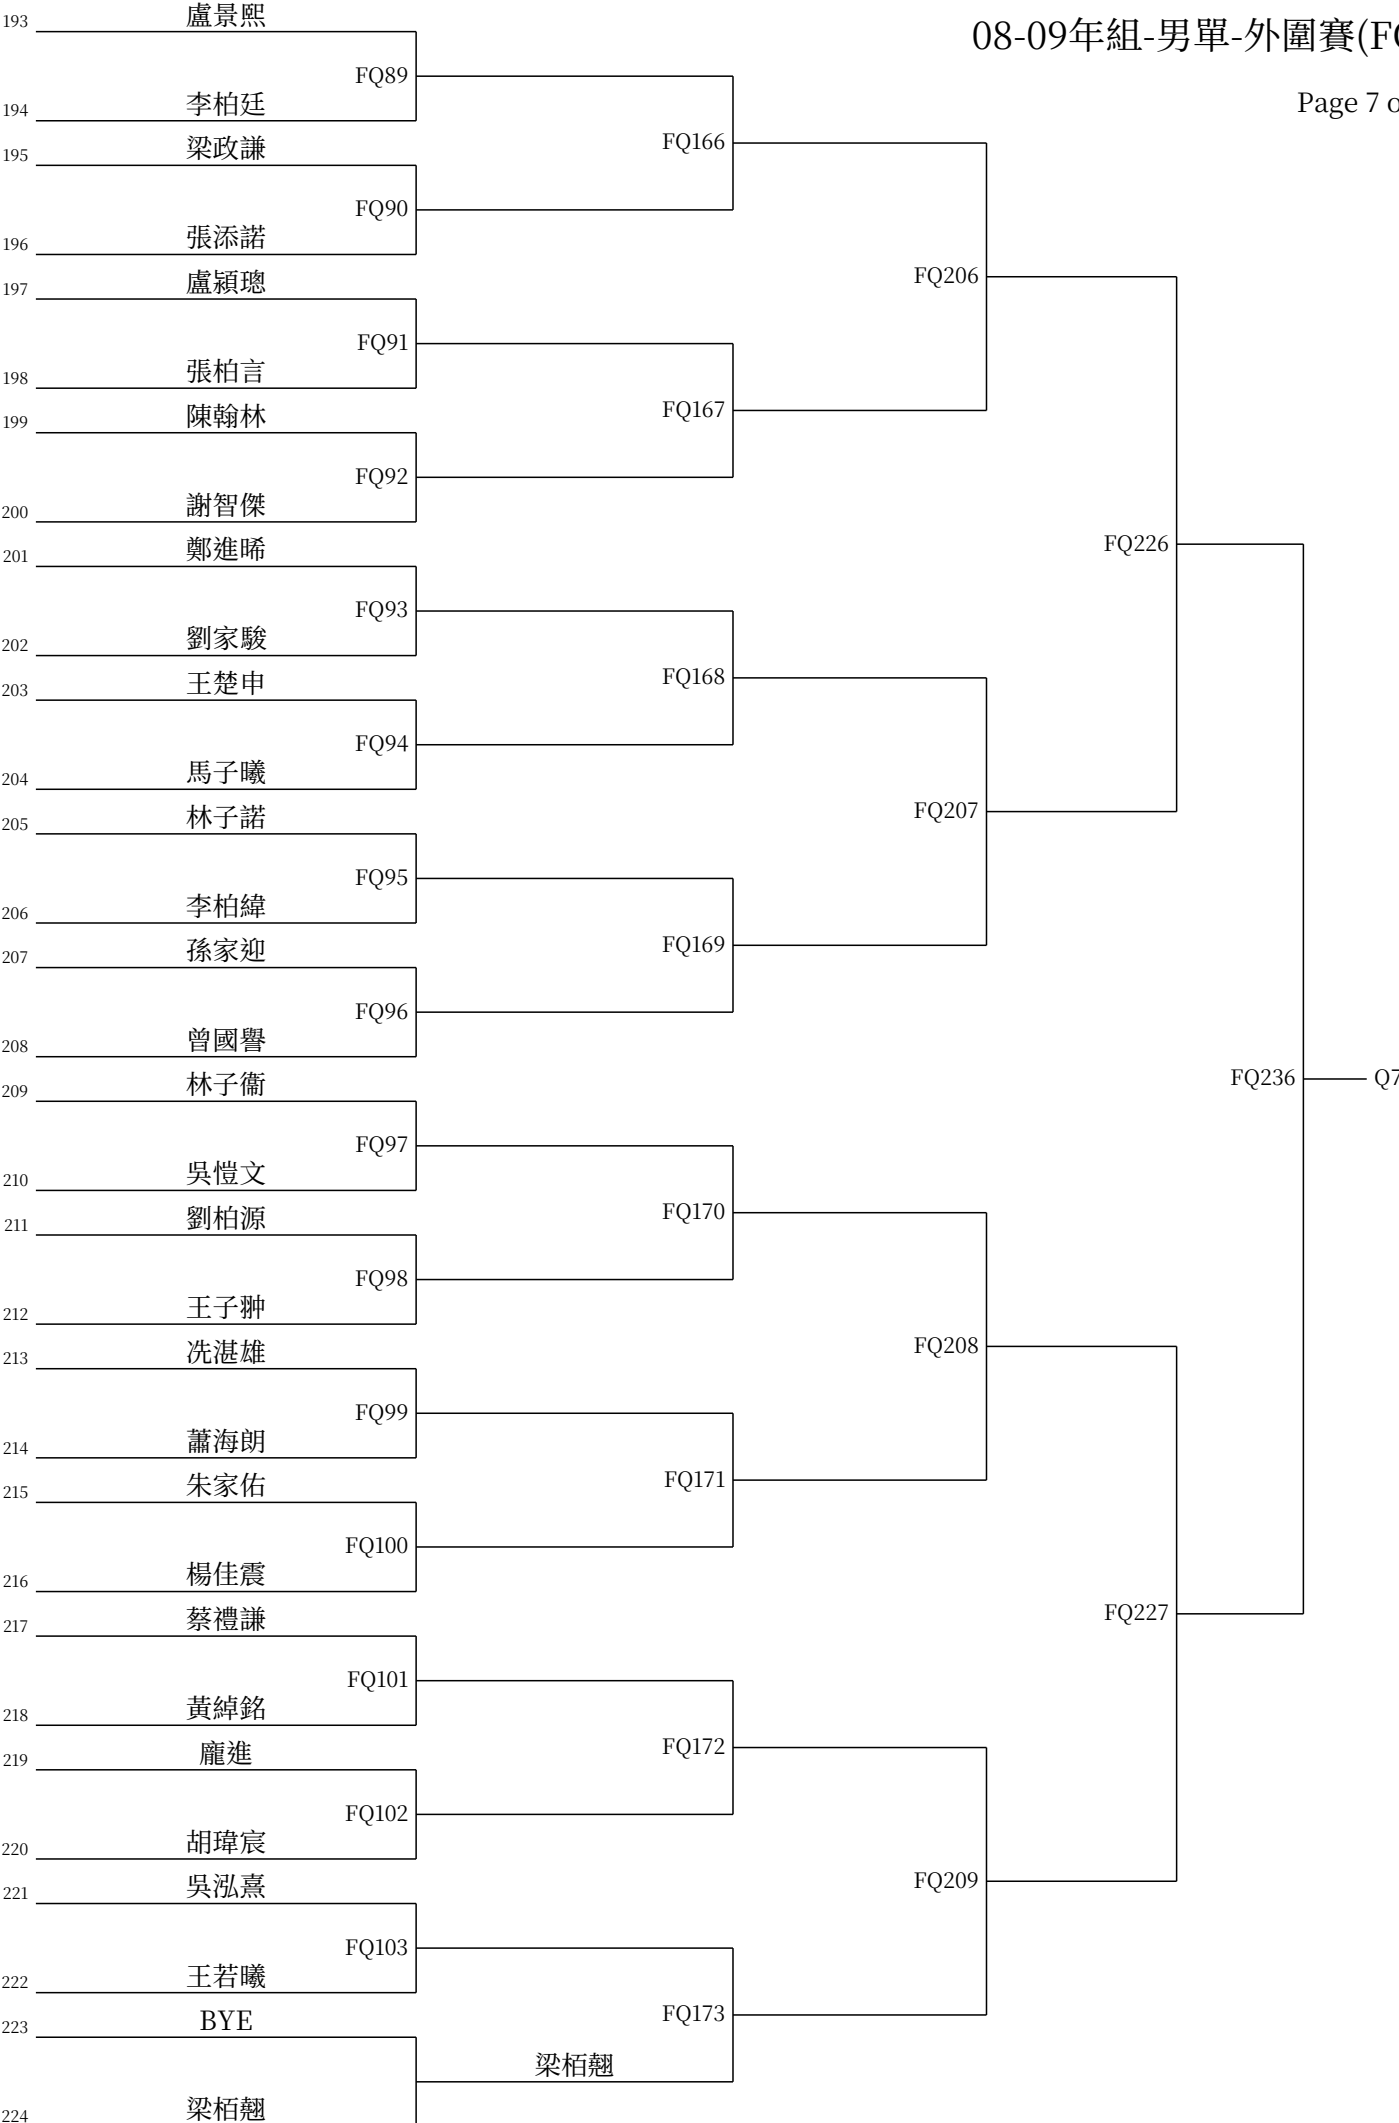 08-09年組-男單-外圍賽(FQ
Page 7 o
193 盧景熙
FQ89
194 李柏廷
FQ166
195 梁政謙
FQ90
196 張添諾
FQ206
197 盧穎璁
FQ91
198 張柏言
FQ167
199 陳翰林
FQ92
200 謝智傑
FQ226
201 鄭進晞
FQ93
202 劉家駿
FQ168
203 王楚申
FQ94
204 馬子曦
FQ207
205 林子諾
FQ95
206 李柏緯
FQ169
207 孫家迎
FQ96
208 曾國譽
FQ236
Q7
209 林子衞
FQ97
210 吳愷文
FQ170
211 劉柏源
FQ98
212 王子翀
FQ208
213 冼湛雄
FQ99
214 蕭海朗
FQ171
215 朱家佑
FQ100
216 楊佳震
FQ227
217 蔡禮謙
FQ101
218 黃綽銘
FQ172
219 龐進
FQ102
220 胡瑋宸
FQ209
221 吳泓熹
FQ103
222 王若曦
FQ173
223 BYE
梁栢翹
224 梁栢翹